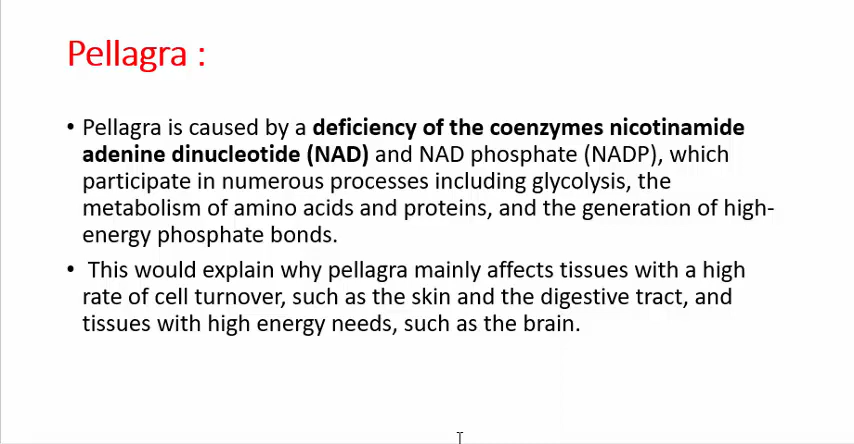 Pellagra :
• Pellagra is caused by a deficiency of the coenzymes nicotinamide
adenine dinucleotide (NAD) and NAD phosphate (NADP), which
participate in numerous processes including glycolysis, the
metabolism of amino acids and proteins, and the generation of high-
energy phosphate bonds.
• This would explain why pellagra mainly affects tissues with a high
rate of cell turnover, such as the skin and the digestive tract, and
tissues with high energy needs, such as the brain.